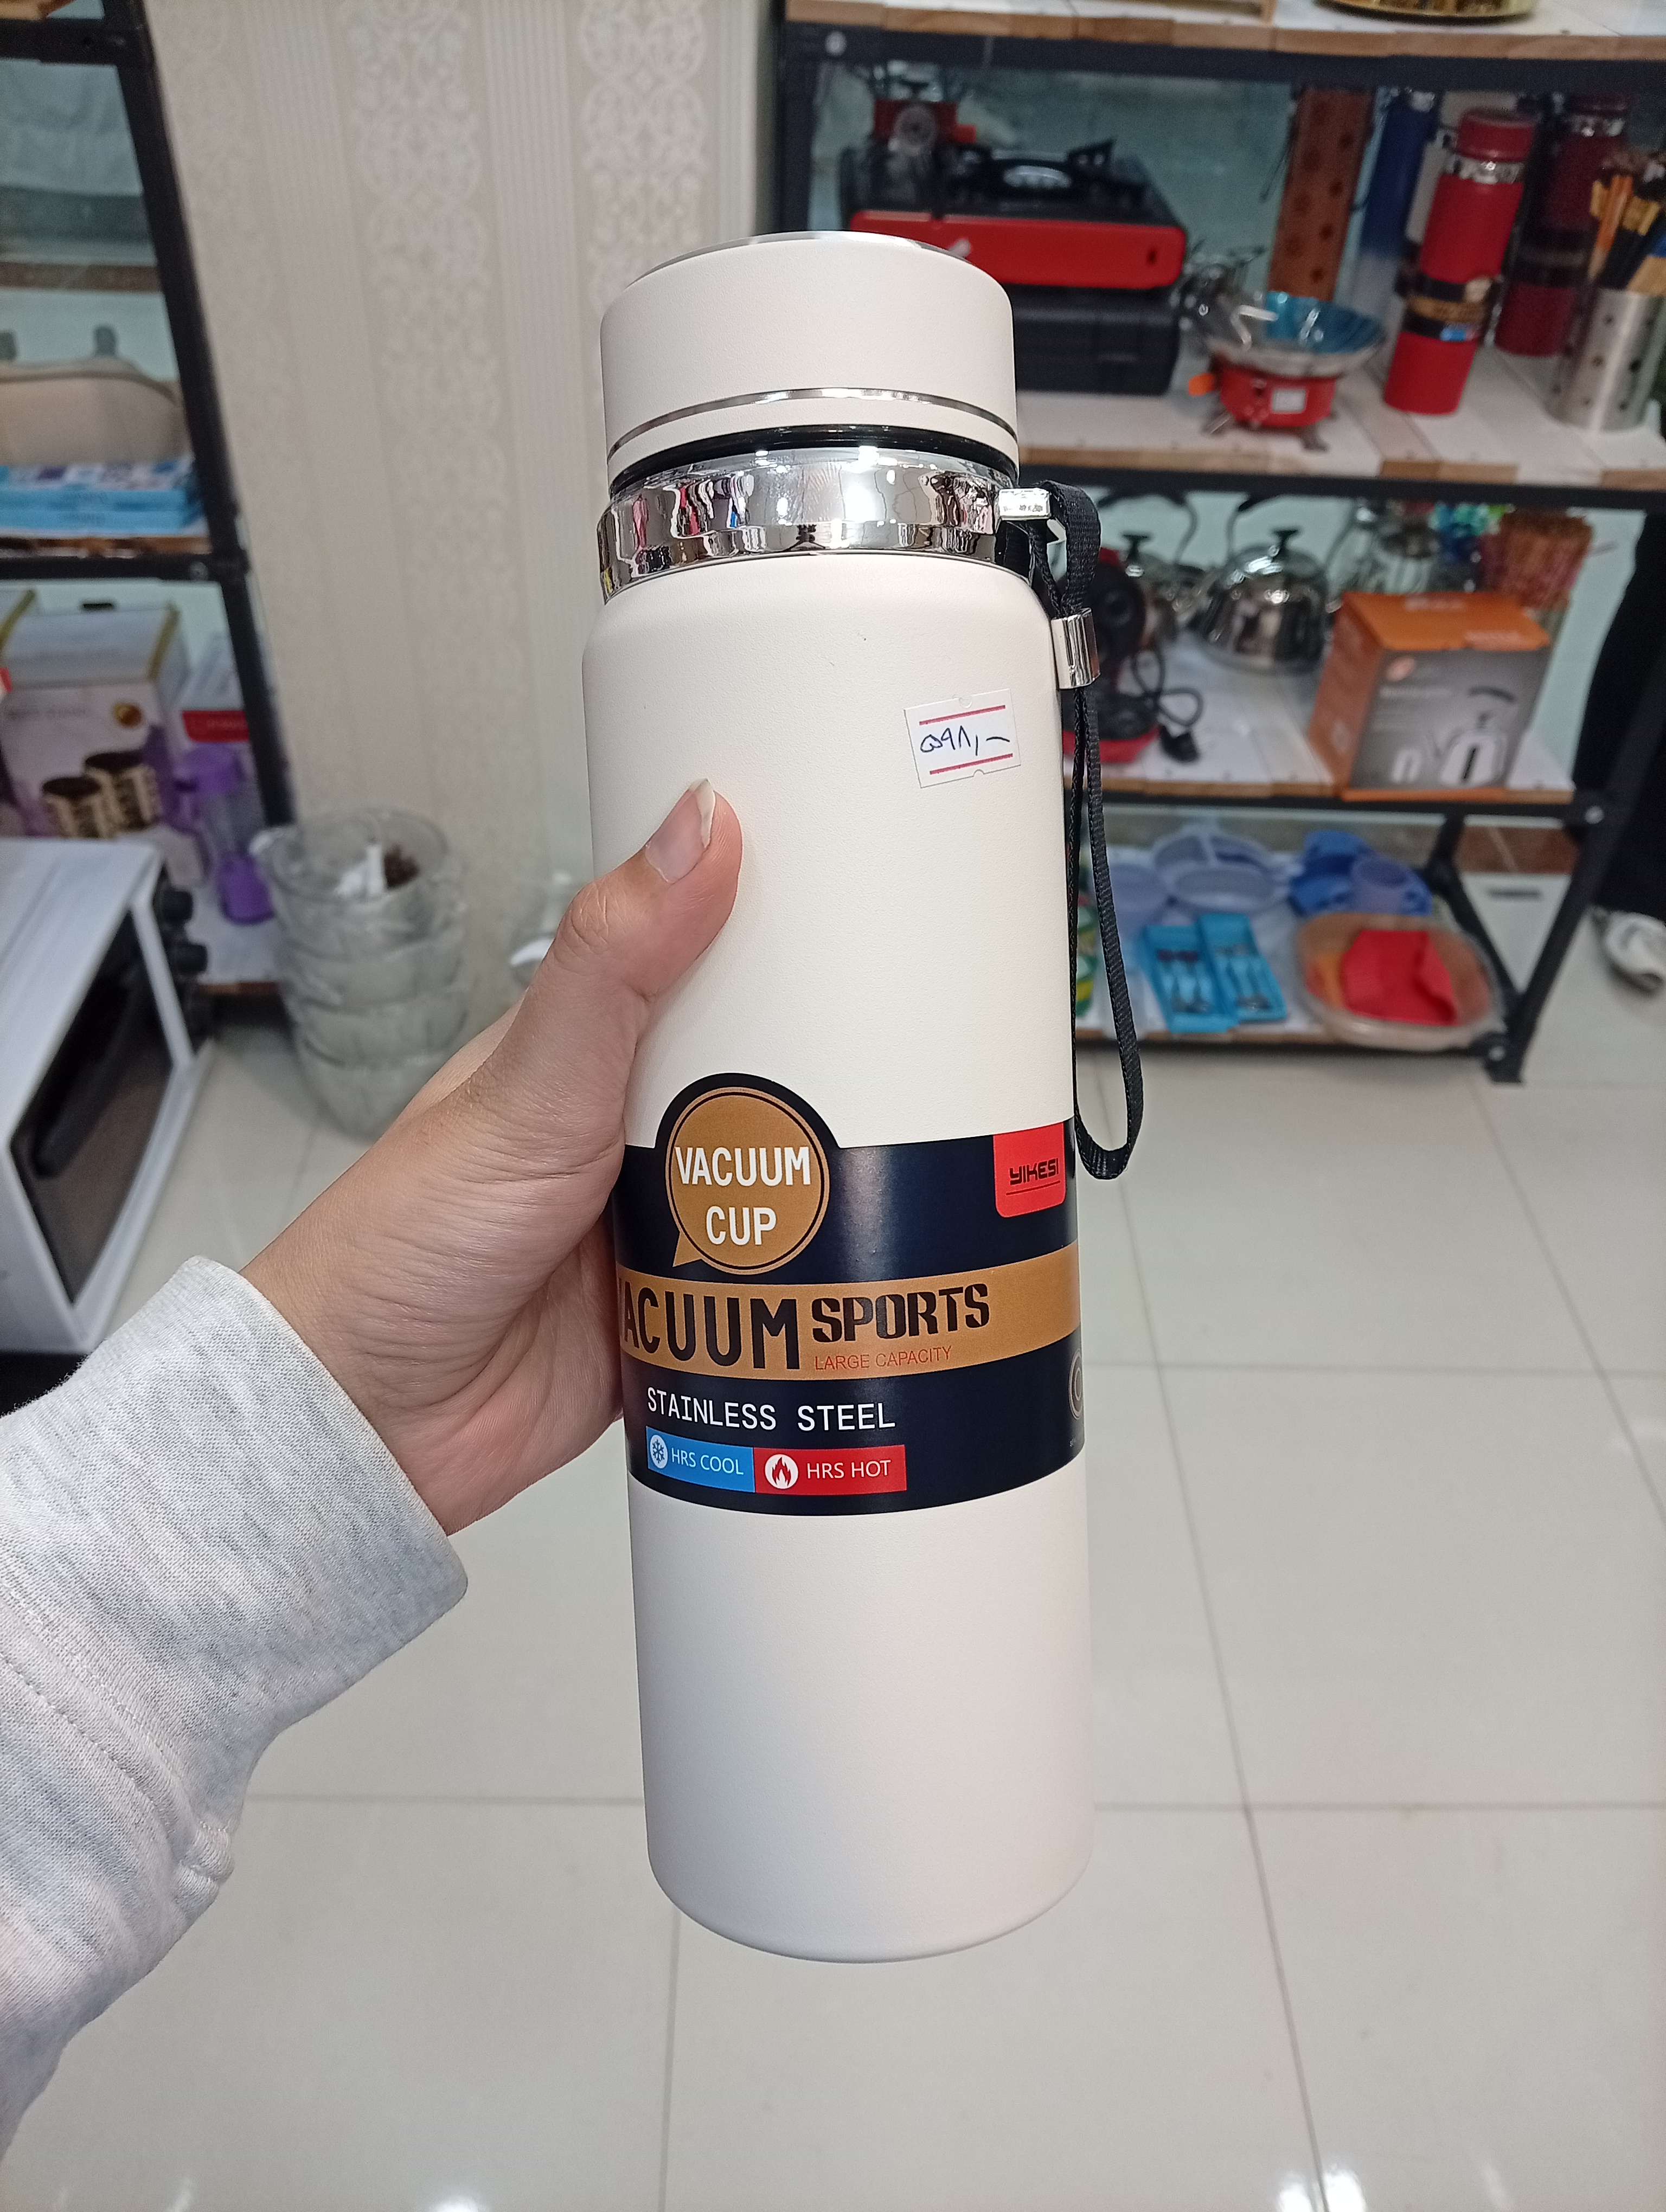 ۵۹۸,-
VACUUM
CUP
YIKESI
VACUUM SPORTS
LARGE CAPACITY
STAINLESS STEEL
HRS COOL HRS HOT